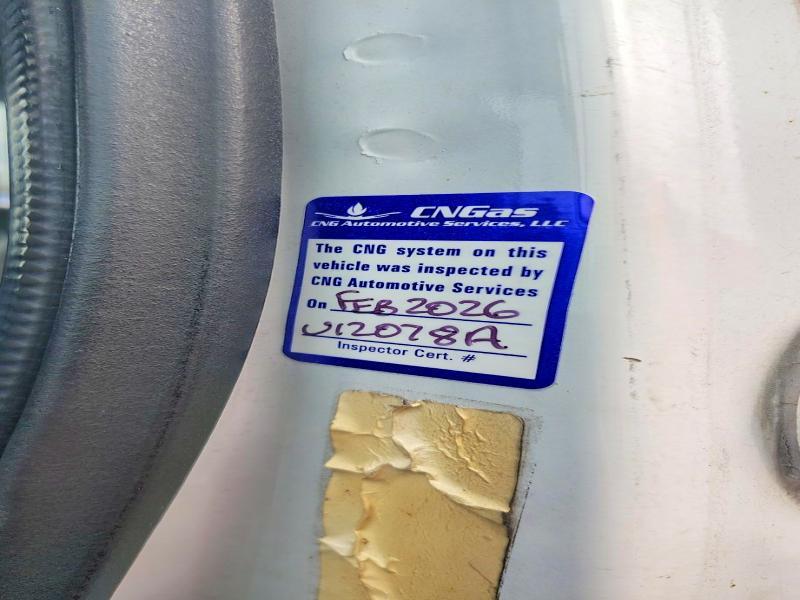 CNGas
CNG Automotive Services, LLC
The CNG system on this
vehicle was inspected by
CNG Automotive Services
On FEB 2026
U12078A
Inspector Cert. #